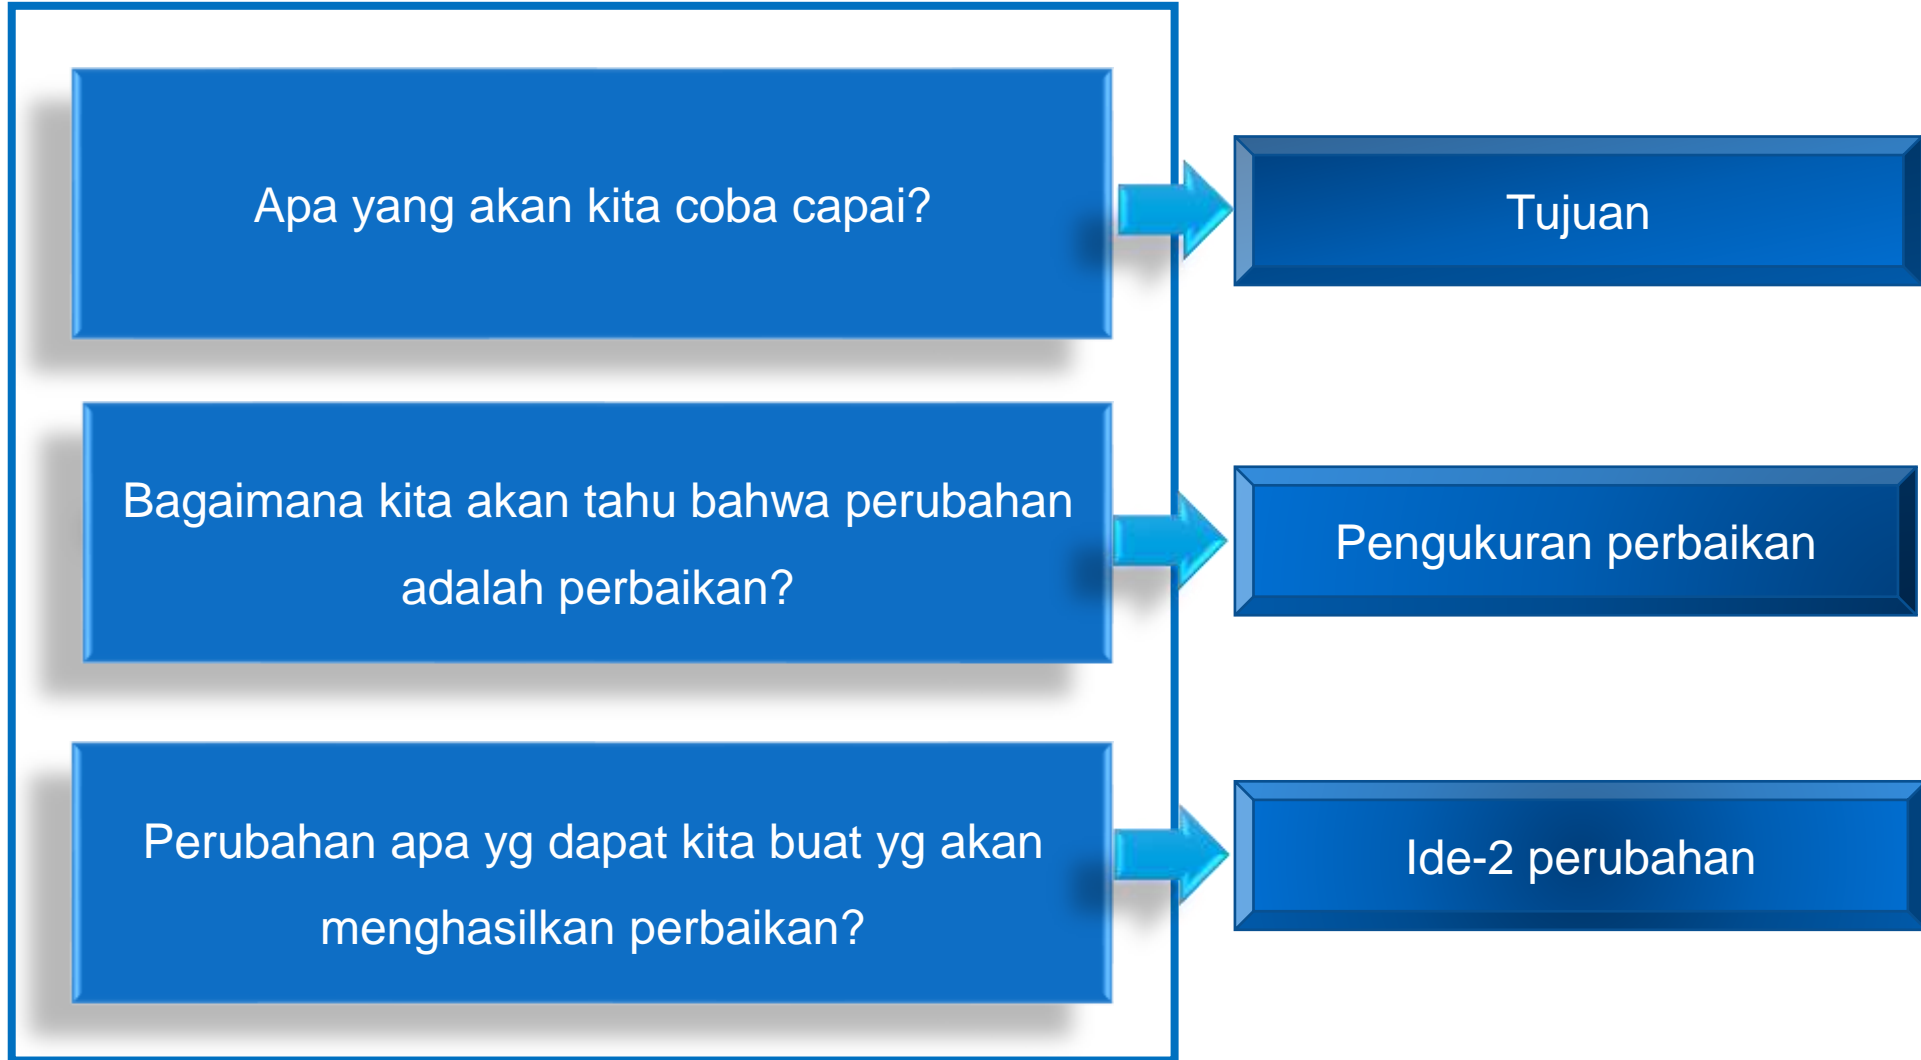 Apa yang akan kita coba capai?
Tujuan
Bagaimana kita akan tahu bahwa perubahan
adalah perbaikan?
Pengukuran perbaikan
Perubahan apa yg dapat kita buat yg akan
menghasilkan perbaikan?
Ide-2 perubahan